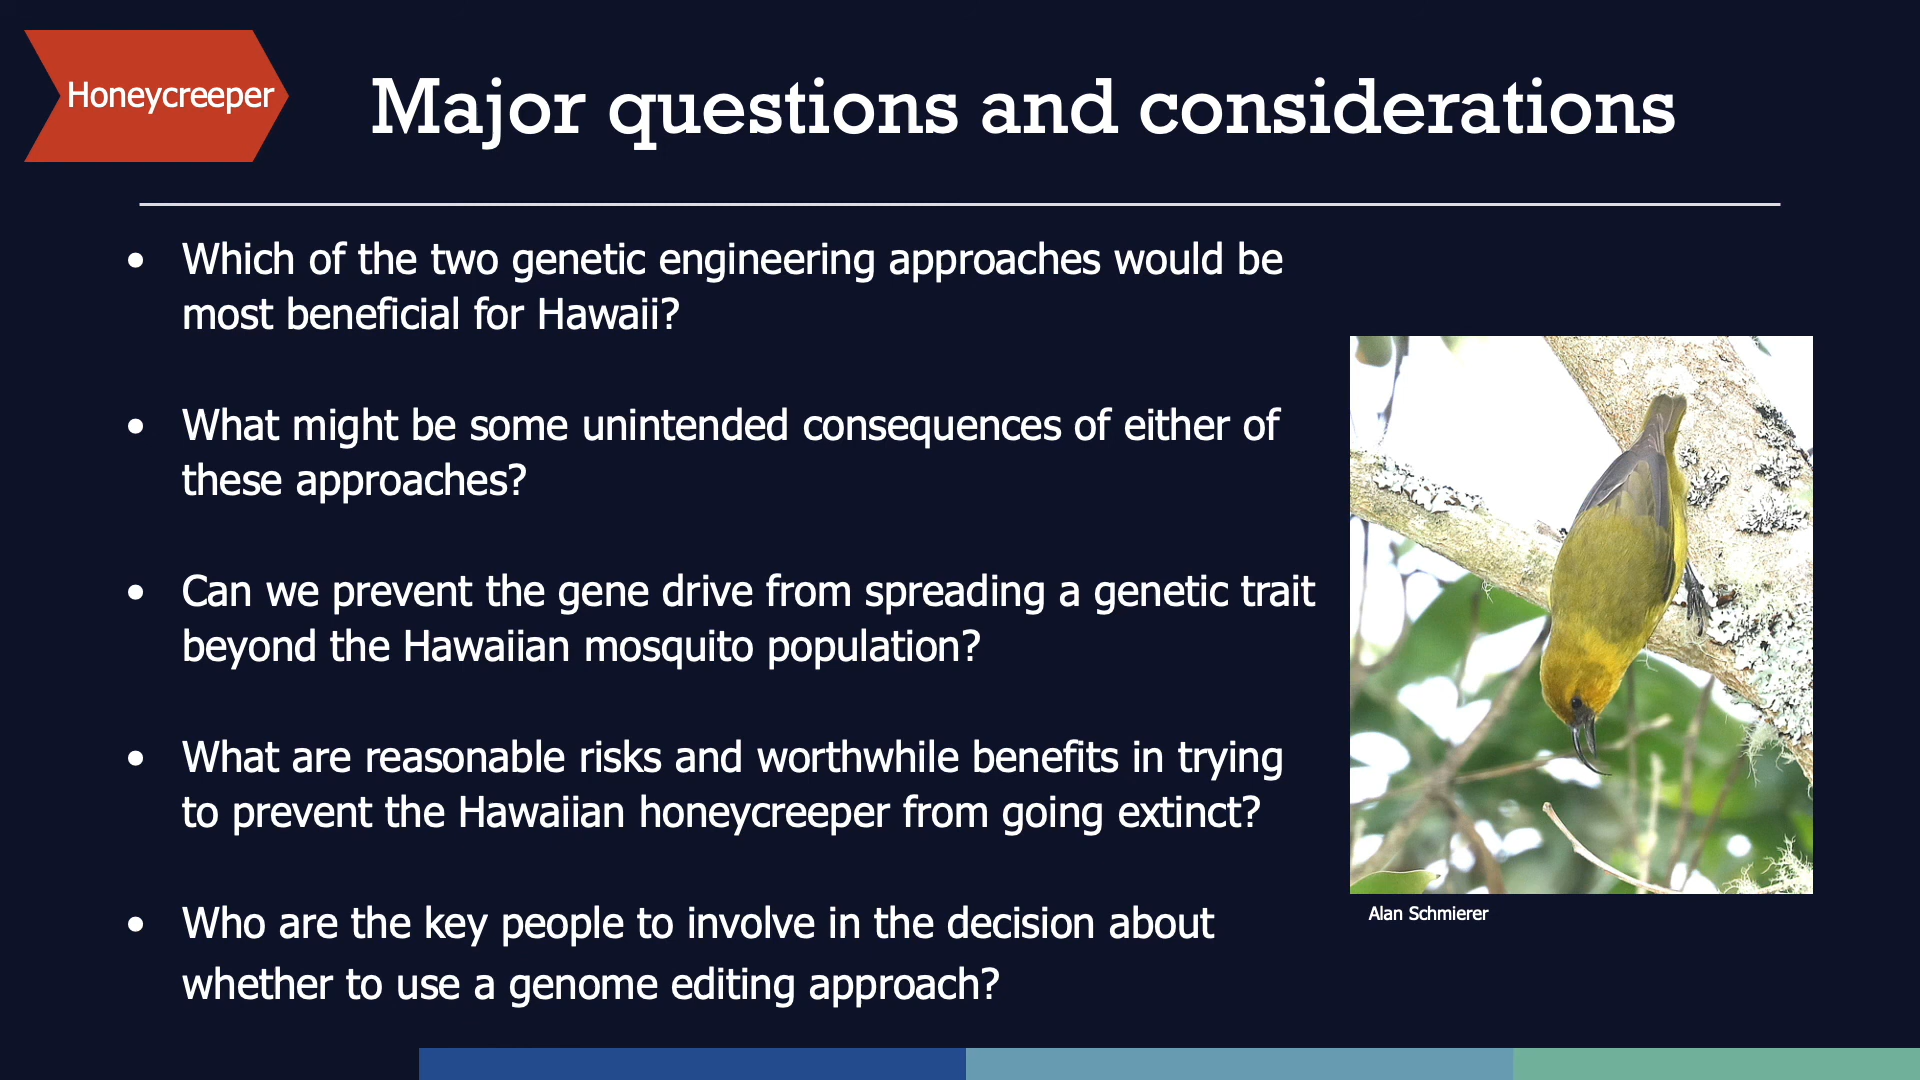 Honeycreeper
Major questions and considerations
• Which of the two genetic engineering approaches would be
most beneficial for Hawaii?
• What might be some unintended consequences of either of
these approaches?
• Can we prevent the gene drive from spreading a genetic trait
beyond the Hawaiian mosquito population?
• What are reasonable risks and worthwhile benefits in trying
to prevent the Hawaiian honeycreeper from going extinct?
• Who are the key people to involve in the decision about
whether to use a genome editing approach?
Alan Schmierer